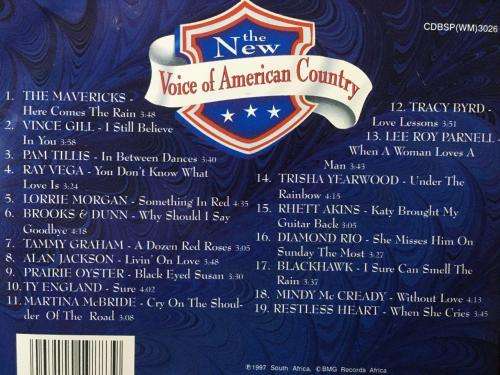 CDBSP(WM)3026
the
New
Voice of American Country
1. THE MAVERICKS -
Here Comes The Rain 3:48
2. VINCE GILL - I Still Believe
In You 3:58
3. PAM TILLIS - In Between Dances 3:40
4. RAY VEGA - You Don't Know What
Love Is 3:24
5. LORRIE MORGAN - Something In Red 4:35
6. BROOKS & DUNN - Why Should I Say
Goodbye 4:18
7. TAMMY GRAHAM - A Dozen Red Roses 3:05
8. ALAN JACKSON - Livin' On Love 3:48
9. PRAIRIE OYSTER - Black Eyed Susan 3:30
10. TY ENGLAND - Sure 4:02
11. MARTINA McBRIDE - Cry On The Shoul-
der Of The Road 3:08
12. TRACY BYRD -
Love Lessons 3:51
13. LEE ROY PARNELL -
When A Woman Loves A
Man 3:43
14. TRISHA YEARWOOD - Under The
Rainbow 4:15
15. RHETT AKINS - Katy Brought My
Guitar Back 3:05
16. DIAMOND RIO - She Misses Him On
Sunday The Most 3:27
17. BLACKHAWK - I Sure Can Smell The
Rain 3:37
18. MINDY Mc CREADY - Without Love 4:13
19. RESTLESS HEART - When She Cries 3:45
℗1997 South Africa, ©BMG Records Africa